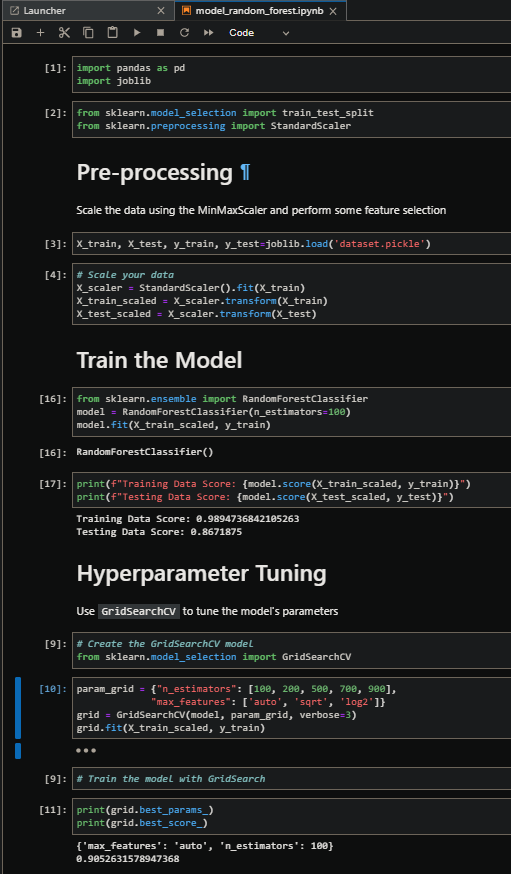 Launcher
model_random_forest.ipynb
Code
[1]: import pandas as pd
import joblib
[2]: from sklearn.model_selection import train_test_split
from sklearn.preprocessing import StandardScaler
Pre-processing ¶
Scale the data using the MinMaxScaler and perform some feature selection
[3]: X_train, X_test, y_train, y_test=joblib.load('dataset.pickle')
[4]: # Scale your data
X_scaler = StandardScaler().fit(X_train)
X_train_scaled = X_scaler.transform(X_train)
X_test_scaled = X_scaler.transform(X_test)
Train the Model
[16]: from sklearn.ensemble import RandomForestClassifier
model = RandomForestClassifier(n_estimators=100)
model.fit(X_train_scaled, y_train)
[16]: RandomForestClassifier()
[17]: print(f"Training Data Score: {model.score(X_train_scaled, y_train)}")
print(f"Testing Data Score: {model.score(X_test_scaled, y_test)}")
Training Data Score: 0.9894736842105263
Testing Data Score: 0.8671875
Hyperparameter Tuning
Use GridSearchCV to tune the model's parameters
[9]: # Create the GridSearchCV model
from sklearn.model_selection import GridSearchCV
[10]: param_grid = {"n_estimators": [100, 200, 500, 700, 900],
"max_features": ['auto', 'sqrt', 'log2']}
grid = GridSearchCV(model, param_grid, verbose=3)
grid.fit(X_train_scaled, y_train)
[9]: # Train the model with GridSearch
[11]: print(grid.best_params_)
print(grid.best_score_)
{'max_features': 'auto', 'n_estimators': 100}
0.9052631578947368